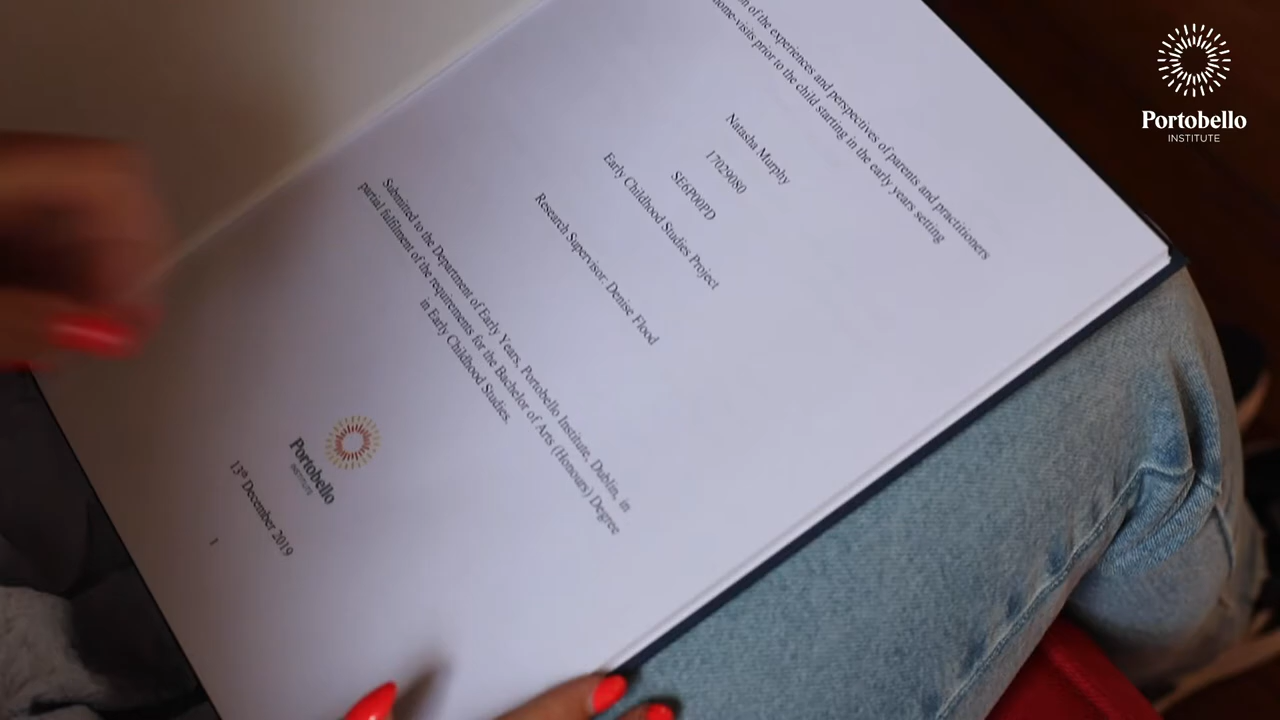 of the experiences and perspectives of parents and practitioners
home-visits prior to the child starting in the early years setting
Natasha Murphy
17029080
SE6P00PD
Early Childhood Studies Project
Research Supervisor: Denise Flood
Submitted to the Department of Early Years, Portobello Institute, Dublin, in
partial fulfilment of the requirements for the Bachelor of Arts (Honours) Degree
in Early Childhood Studies.
Portobello
INSTITUTE
13th December 2019
1
Portobello
INSTITUTE